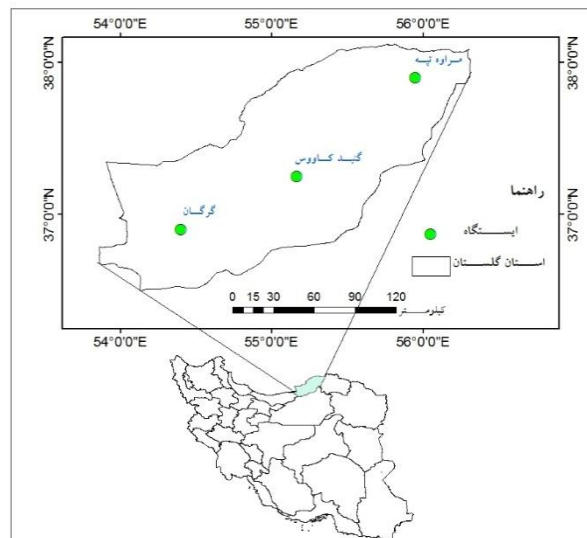 54°0'0"E 55°0'0"E 56°0'0"E
38°0'0"N 38°0'0"N
مراوه تپه
گنبد کاووس
گرگان
37°0'0"N 37°0'0"N
راهنما
ایستگاه
استان گلستان
0 15 30 60 90 120
کیلومتر
54°0'0"E 55°0'0"E 56°0'0"E